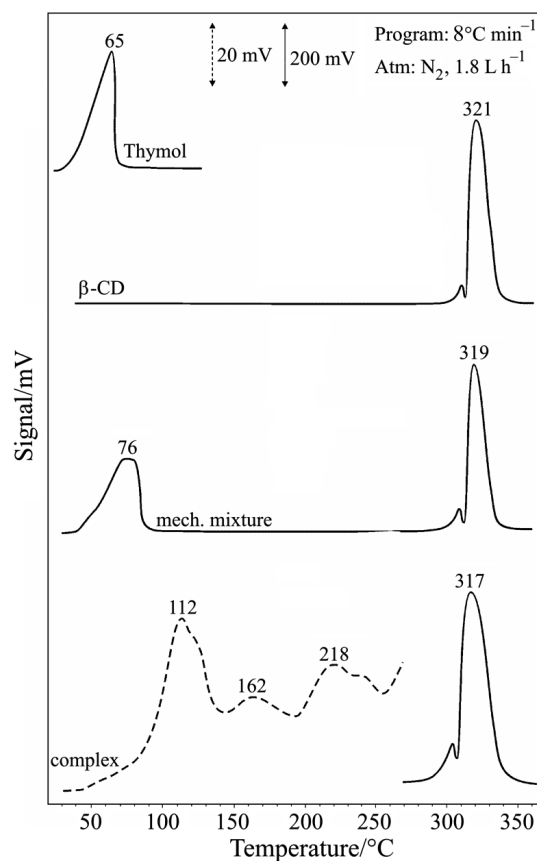 65
20 mV
200 mV
Program: 8°C min⁻¹
Atm: N₂, 1.8 L h⁻¹
Thymol
321
β-CD
319
76
mech. mixture
317
112
162
218
complex
Signal/mV
50 100 150 200 250 300 350
Temperature/°C